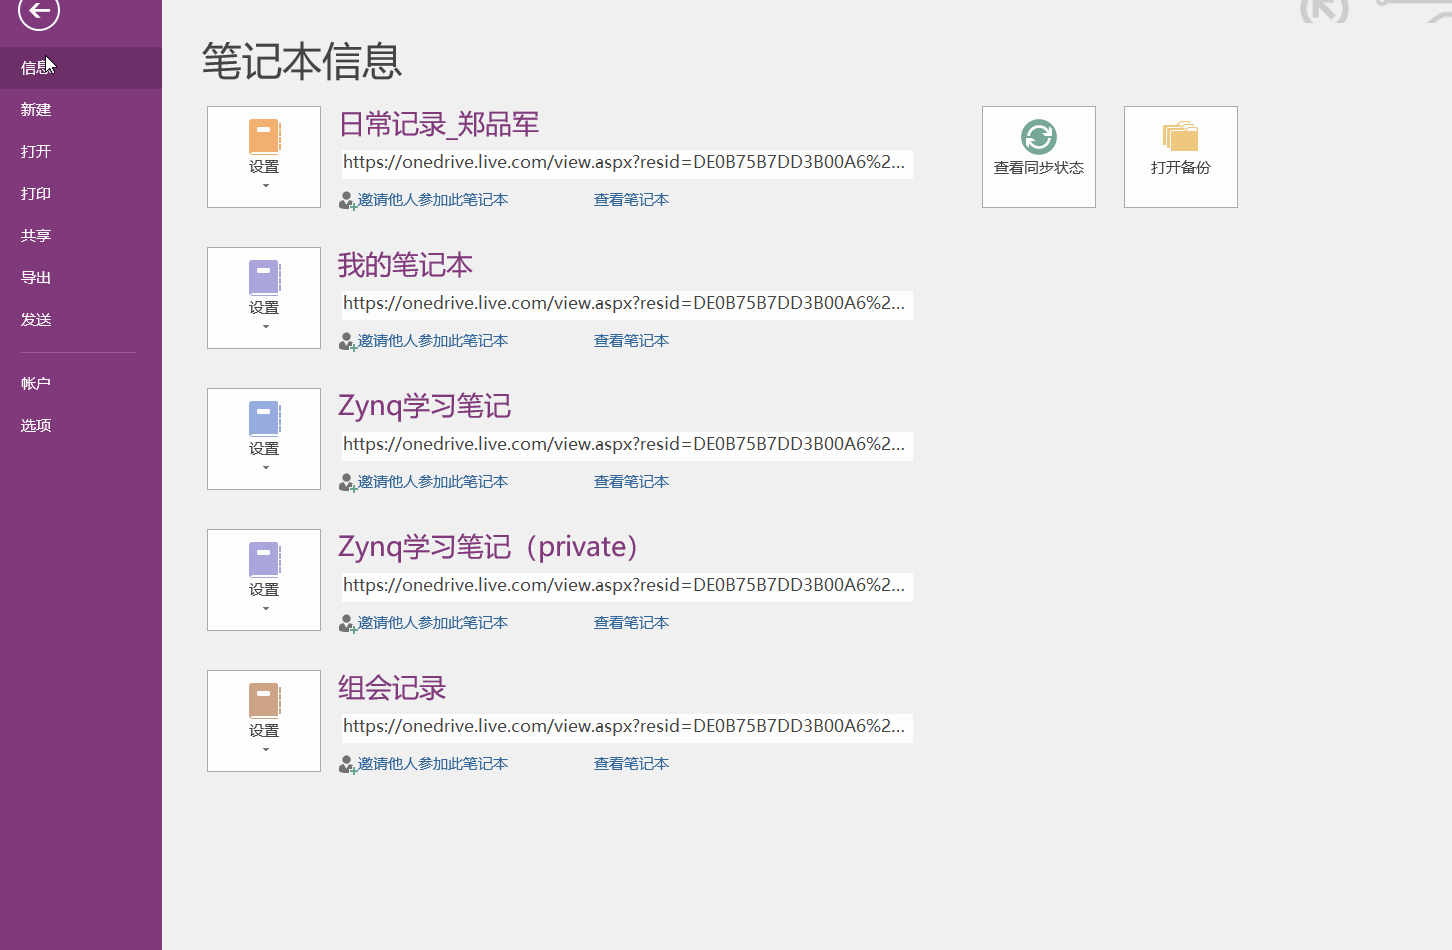 信息
新建
打开
打印
共享
导出
发送
帐户
选项
笔记本信息
设置
日常记录_郑品军
https://onedrive.live.com/view.aspx?resid=DE0B75B7DD3B00A6%2...
邀请他人参加此笔记本
查看笔记本
查看同步状态
打开备份
设置
我的笔记本
https://onedrive.live.com/view.aspx?resid=DE0B75B7DD3B00A6%2...
邀请他人参加此笔记本
查看笔记本
设置
Zynq学习笔记
https://onedrive.live.com/view.aspx?resid=DE0B75B7DD3B00A6%2...
邀请他人参加此笔记本
查看笔记本
设置
Zynq学习笔记（private）
https://onedrive.live.com/view.aspx?resid=DE0B75B7DD3B00A6%2...
邀请他人参加此笔记本
查看笔记本
设置
组会记录
https://onedrive.live.com/view.aspx?resid=DE0B75B7DD3B00A6%2...
邀请他人参加此笔记本
查看笔记本